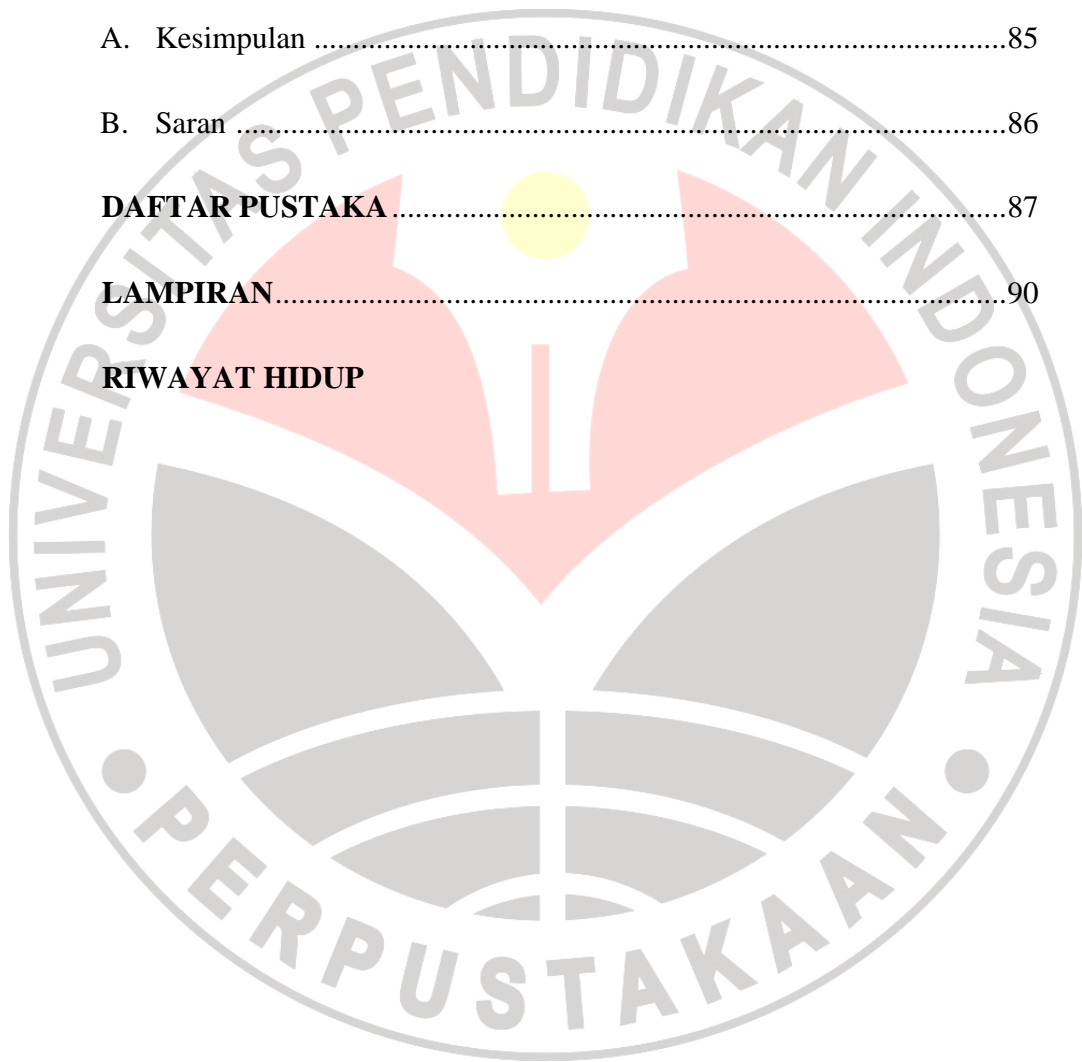 A. Kesimpulan ..........................................................................................85
B. Saran ....................................................................................................86
DAFTAR PUSTAKA................................................................................87
LAMPIRAN...............................................................................................90
RIWAYAT HIDUP
UNIVERSITAS PENDIDIKAN INDONESIA
PERPUSTAKAAN